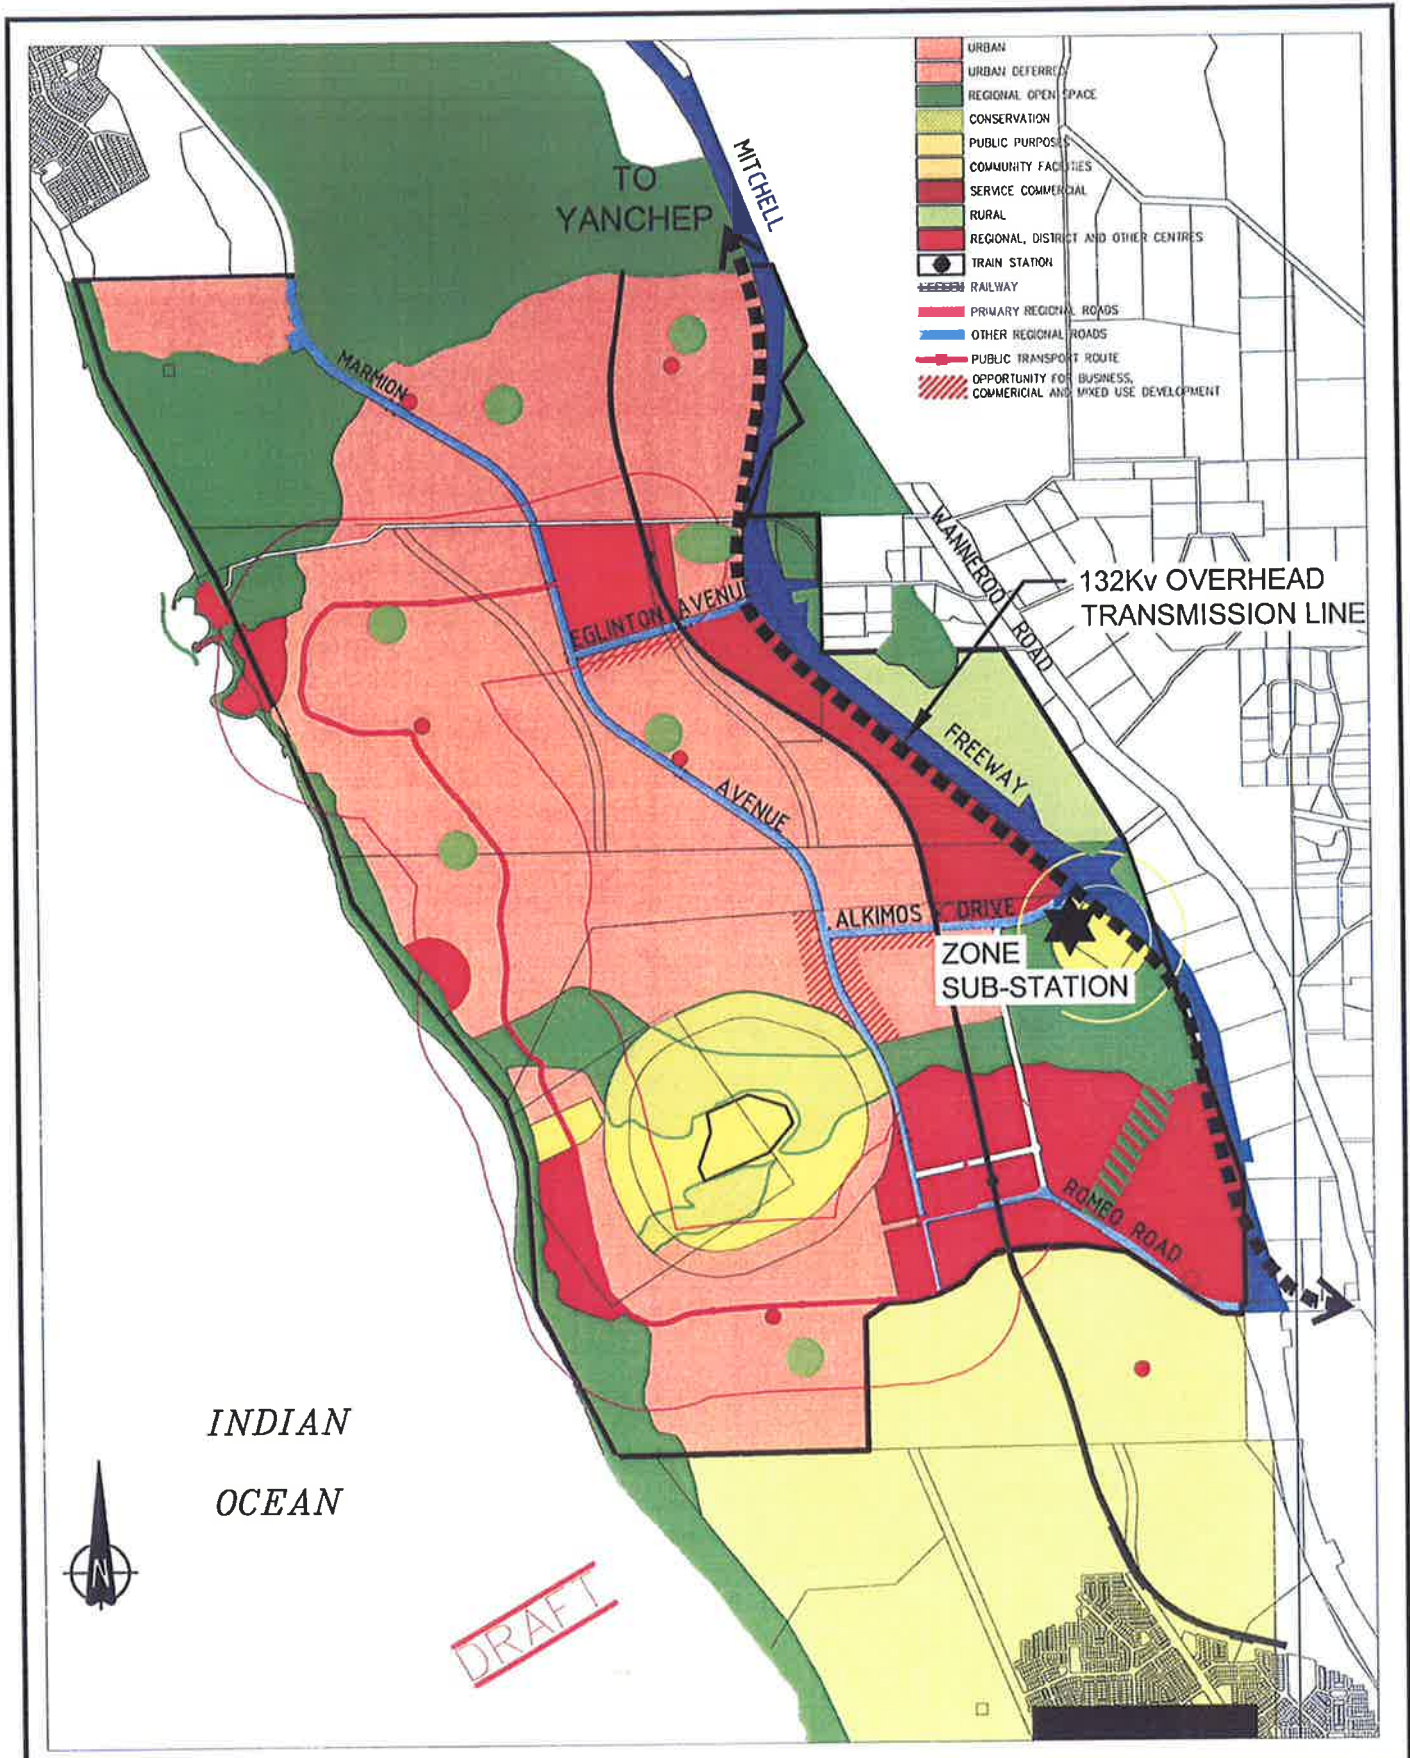 URBAN
URBAN DEFERRED
REGIONAL OPEN SPACE
CONSERVATION
PUBLIC PURPOSES
COMMUNITY FACILITIES
SERVICE COMMERCIAL
RURAL
REGIONAL, DISTRICT AND OTHER CENTRES
TRAIN STATION
RAILWAY
PRIMARY REGIONAL ROADS
OTHER REGIONAL ROADS
PUBLIC TRANSPORT ROUTE
OPPORTUNITY FOR BUSINESS,
COMMERICIAL AND MIXED USE DEVELOPMENT
MITCHELL
TO
YANCHEP
MARMION
WANNEROO ROAD
132Kv OVERHEAD
TRANSMISSION LINE
EGLINTON AVENUE
FREEWAY
AVENUE
ALKIMOS DRIVE
ZONE
SUB-STATION
ROMEO ROAD
INDIAN
OCEAN
N
DRAFT